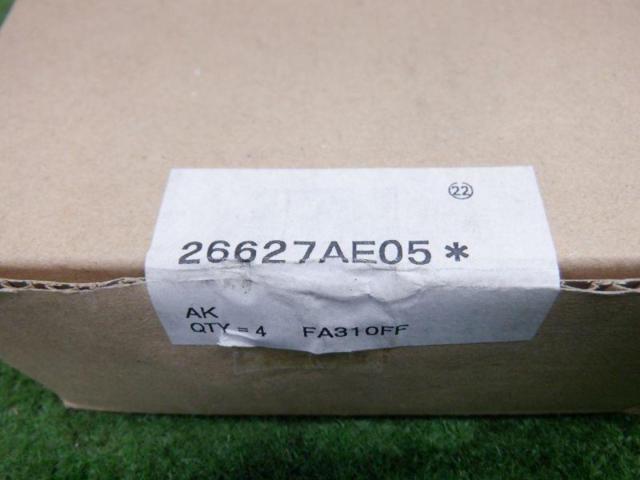 ㉒
26627AE05*
AK
QTY = 4 FA310FF